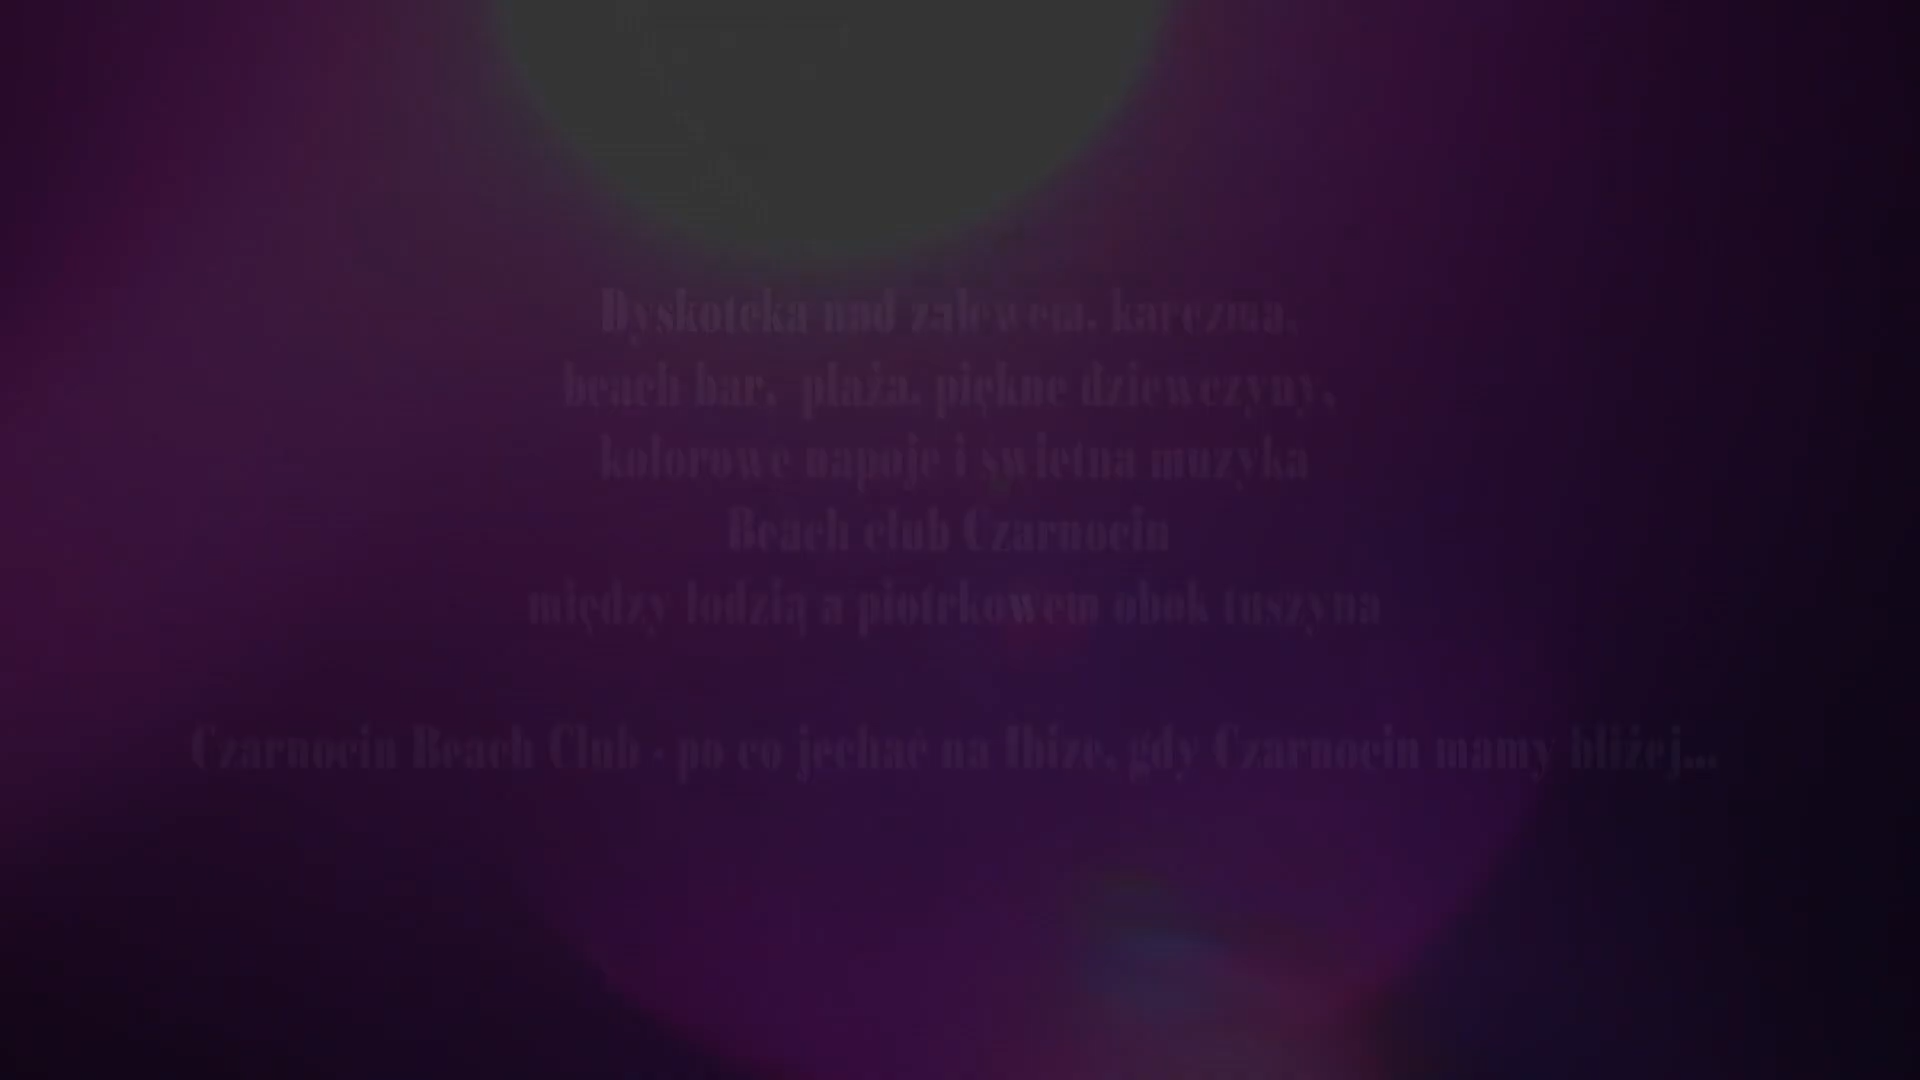 Dyskoteka nad zalewem, karczma,
beach bar, plaża, piękne dziewczyny,
kolorowe napoje i świetna muzyka
Beach club Czarnocin
między łodzią a piotrkowem obok tuszyna
Czarnocin Beach Club - po co jechać na Ibize, gdy Czarnocin mamy bliżej...